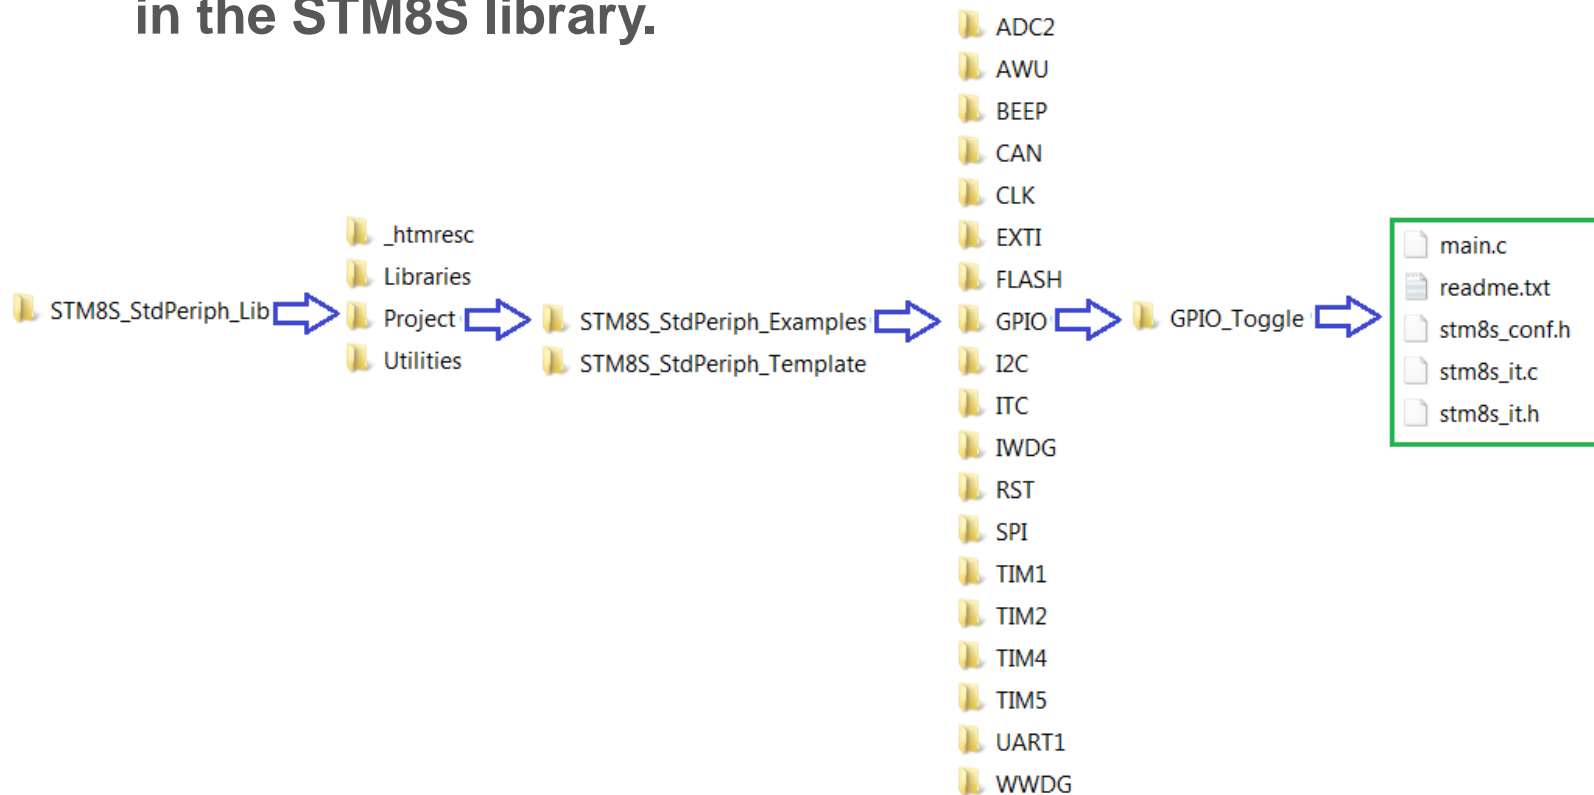 in the STM8S library.
STM8S_StdPeriph_Lib
_htmresc
Libraries
Project
Utilities
STM8S_StdPeriph_Examples
STM8S_StdPeriph_Template
ADC2
AWU
BEEP
CAN
CLK
EXTI
FLASH
GPIO
I2C
ITC
IWDG
RST
SPI
TIM1
TIM2
TIM4
TIM5
UART1
WWDG
GPIO_Toggle
main.c
readme.txt
stm8s_conf.h
stm8s_it.c
stm8s_it.h